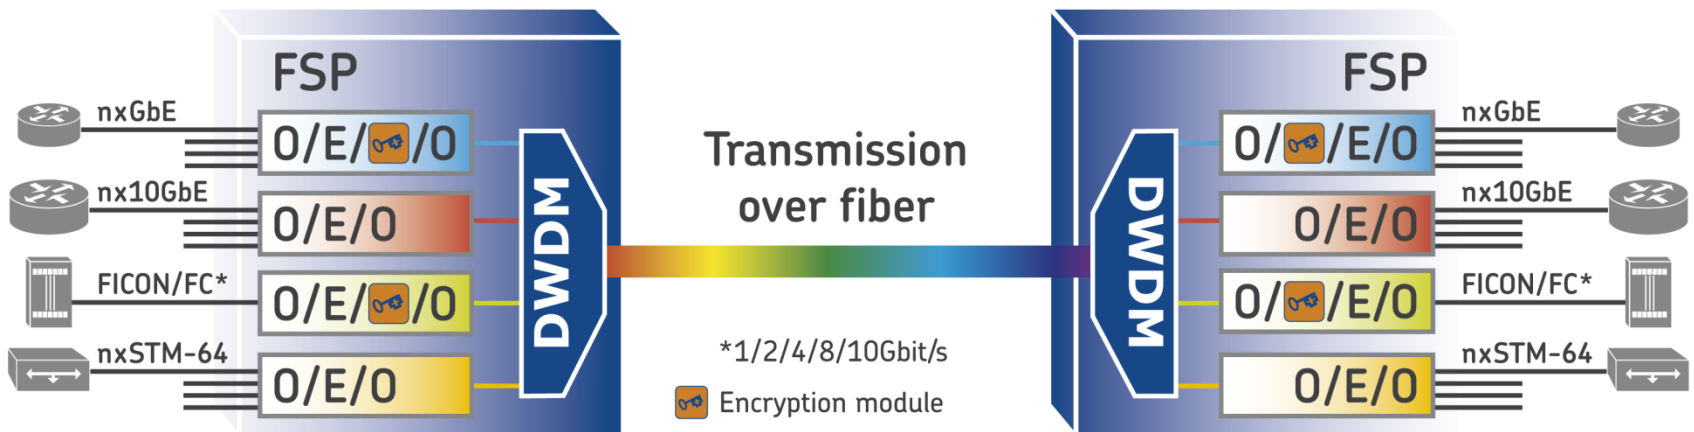 FSP
nxGbE
O/E/ /O
nx10GbE
O/E/O
FICON/FC*
O/E/ /O
nxSTM-64
O/E/O
DWDM
Transmission
over fiber
*1/2/4/8/10Gbit/s
Encryption module
FSP
DWDM
O/ /E/O
nxGbE
O/E/O
nx10GbE
O/ /E/O
FICON/FC*
O/E/O
nxSTM-64